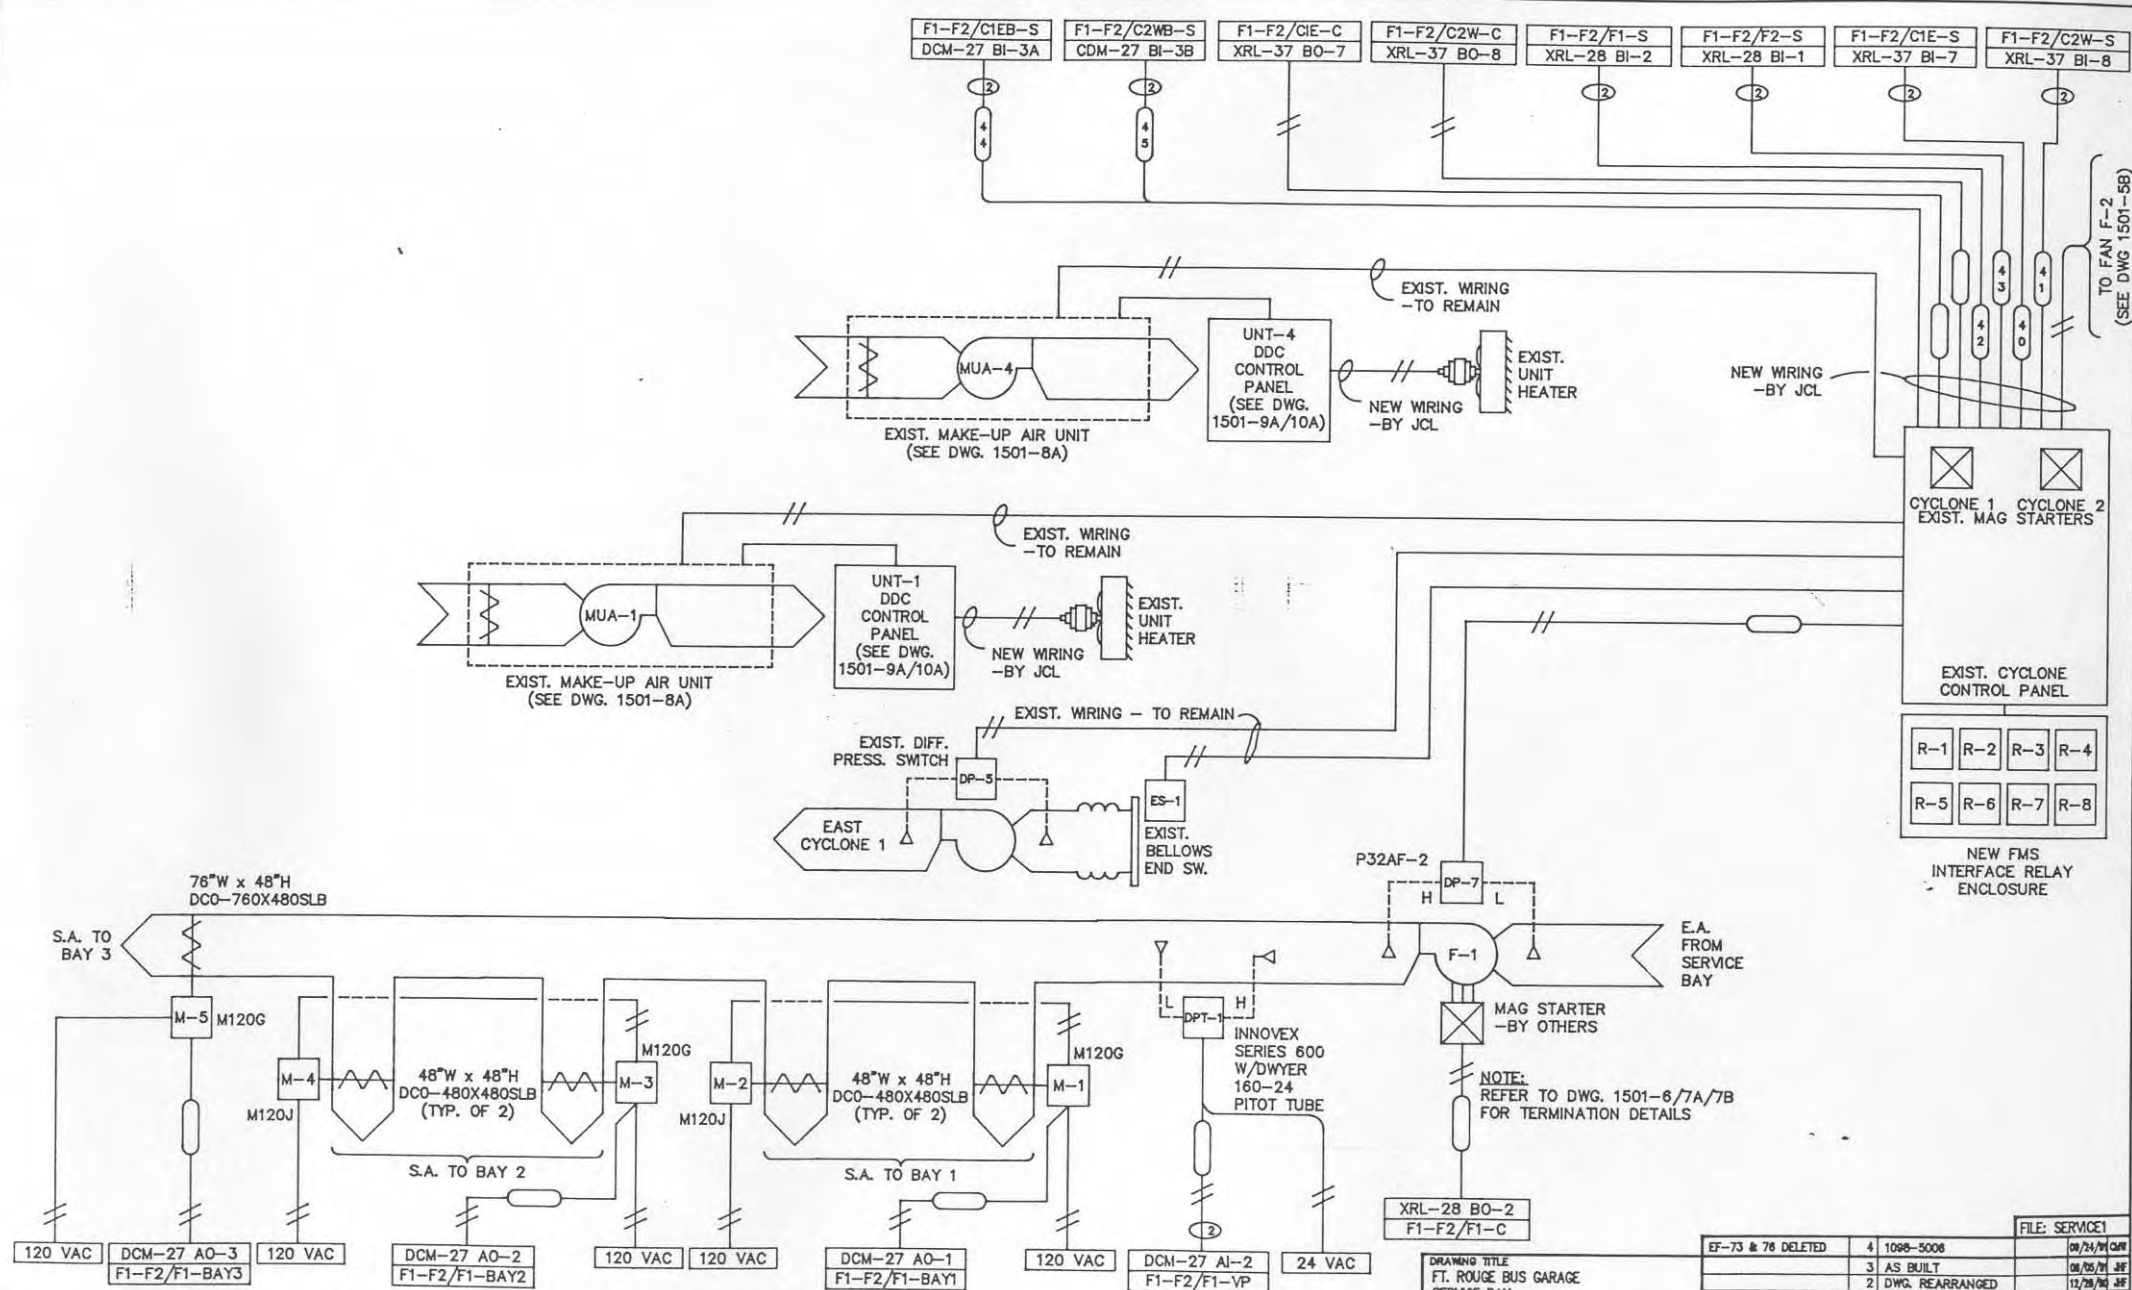 F1-F2/C1EB-S
DCM-27 BI-3A
F1-F2/C2WB-S
CDM-27 BI-3B
F1-F2/CIE-C
XRL-37 BO-7
F1-F2/C2W-C
XRL-37 BO-8
F1-F2/F1-S
XRL-28 BI-2
F1-F2/F2-S
XRL-28 BI-1
F1-F2/C1E-S
XRL-37 BI-7
F1-F2/C2W-S
XRL-37 BI-8
2
2
2
2
2
2
44
45
TO FAN F-2
(SEE DWG 1501-5B)
42
43
40
41
EXIST. WIRING
-TO REMAIN
MUA-4
UNT-4
DDC
CONTROL
PANEL
(SEE DWG.
1501-9A/10A)
EXIST.
UNIT
HEATER
NEW WIRING
-BY JCL
NEW WIRING
-BY JCL
EXIST. MAKE-UP AIR UNIT
(SEE DWG. 1501-8A)
CYCLONE 1
CYCLONE 2
EXIST. MAG STARTERS
EXIST. WIRING
-TO REMAIN
MUA-1
UNT-1
DDC
CONTROL
PANEL
(SEE DWG.
1501-9A/10A)
EXIST.
UNIT
HEATER
NEW WIRING
-BY JCL
EXIST. MAKE-UP AIR UNIT
(SEE DWG. 1501-8A)
EXIST. CYCLONE
CONTROL PANEL
R-1 R-2 R-3 R-4
R-5 R-6 R-7 R-8
NEW FMS
INTERFACE RELAY
ENCLOSURE
EXIST. WIRING - TO REMAIN
EXIST. DIFF.
PRESS. SWITCH
DP-5
ES-1
EAST
CYCLONE 1
EXIST.
BELLOWS
END SW.
P32AF-2
DP-7
H
L
76"W x 48"H
DCO-760X480SLB
S.A. TO
BAY 3
F-1
E.A.
FROM
SERVICE
BAY
M-5
M120G
L
H
DPT-1
INNOVEX
SERIES 600
W/DWYER
160-24
PITOT TUBE
MAG STARTER
-BY OTHERS
M-4
M120J
48"W x 48"H
DCO-480X480SLB
(TYP. OF 2)
M120G
M-3
M-2
M120J
48"W x 48"H
DCO-480X480SLB
(TYP. OF 2)
M120G
M-1
NOTE:
REFER TO DWG. 1501-6/7A/7B
FOR TERMINATION DETAILS
S.A. TO BAY 2
S.A. TO BAY 1
2
XRL-28 BO-2
F1-F2/F1-C
120 VAC
DCM-27 AO-3
F1-F2/F1-BAY3
120 VAC
DCM-27 AO-2
F1-F2/F1-BAY2
120 VAC
120 VAC
DCM-27 AO-1
F1-F2/F1-BAY1
120 VAC
DCM-27 AI-2
F1-F2/F1-VP
24 VAC
FILE: SERVICE1
EF-73 & 76 DELETED 4 1098-5006
3 AS BUILT
2 DWG. REARRANGED
DRAWING TITLE
FT. ROUGE BUS GARAGE